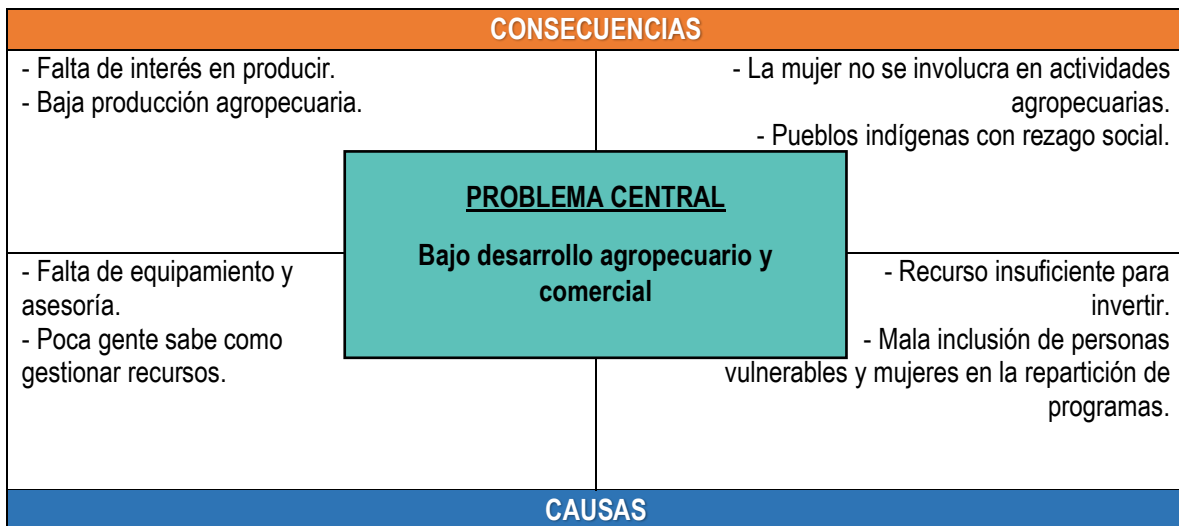 CONSECUENCIAS
- Falta de interés en producir.
- Baja producción agropecuaria.
- La mujer no se involucra en actividades
agropecuarias.
- Pueblos indígenas con rezago social.
PROBLEMA CENTRAL
Bajo desarrollo agropecuario y
comercial
- Falta de equipamiento y
asesoría.
- Poca gente sabe como
gestionar recursos.
- Recurso insuficiente para
invertir.
- Mala inclusión de personas
vulnerables y mujeres en la repartición de
programas.
CAUSAS